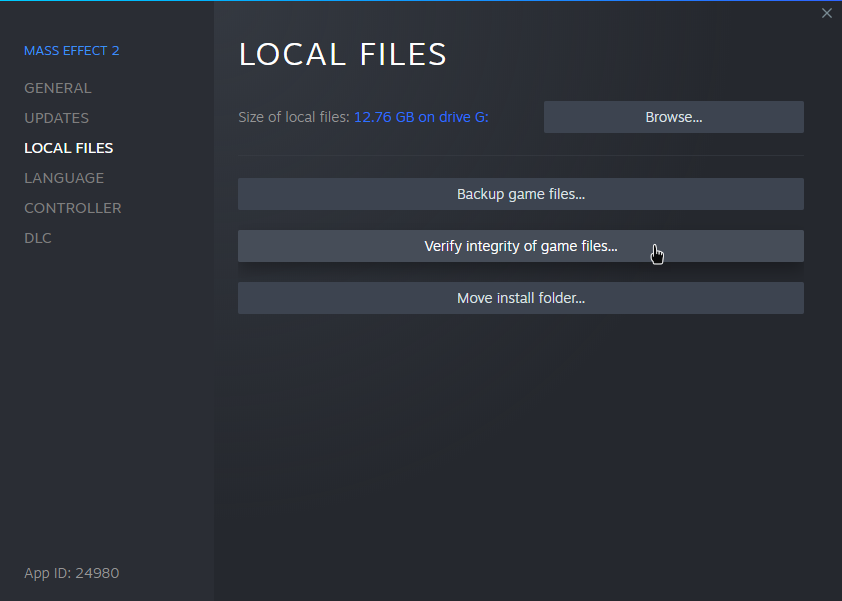 MASS EFFECT 2
GENERAL
UPDATES
LOCAL FILES
LANGUAGE
CONTROLLER
DLC
App ID: 24980
LOCAL FILES
Size of local files: 12.76 GB on drive G:
Browse...
Backup game files...
Verify integrity of game files...
Move install folder...